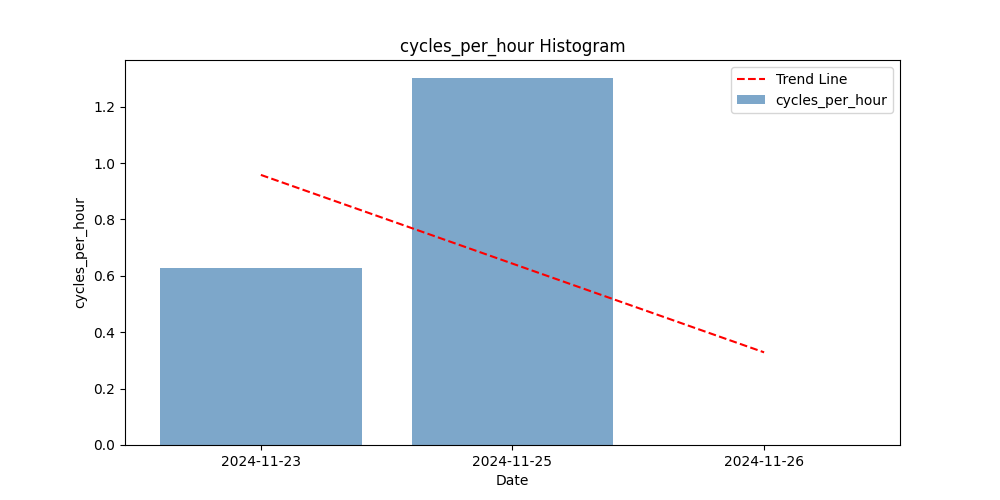 cycles_per_hour Histogram
Trend Line
cycles_per_hour
cycles_per_hour
1.2
1.0
0.8
0.6
0.4
0.2
0.0
2024-11-23
2024-11-25
2024-11-26
Date